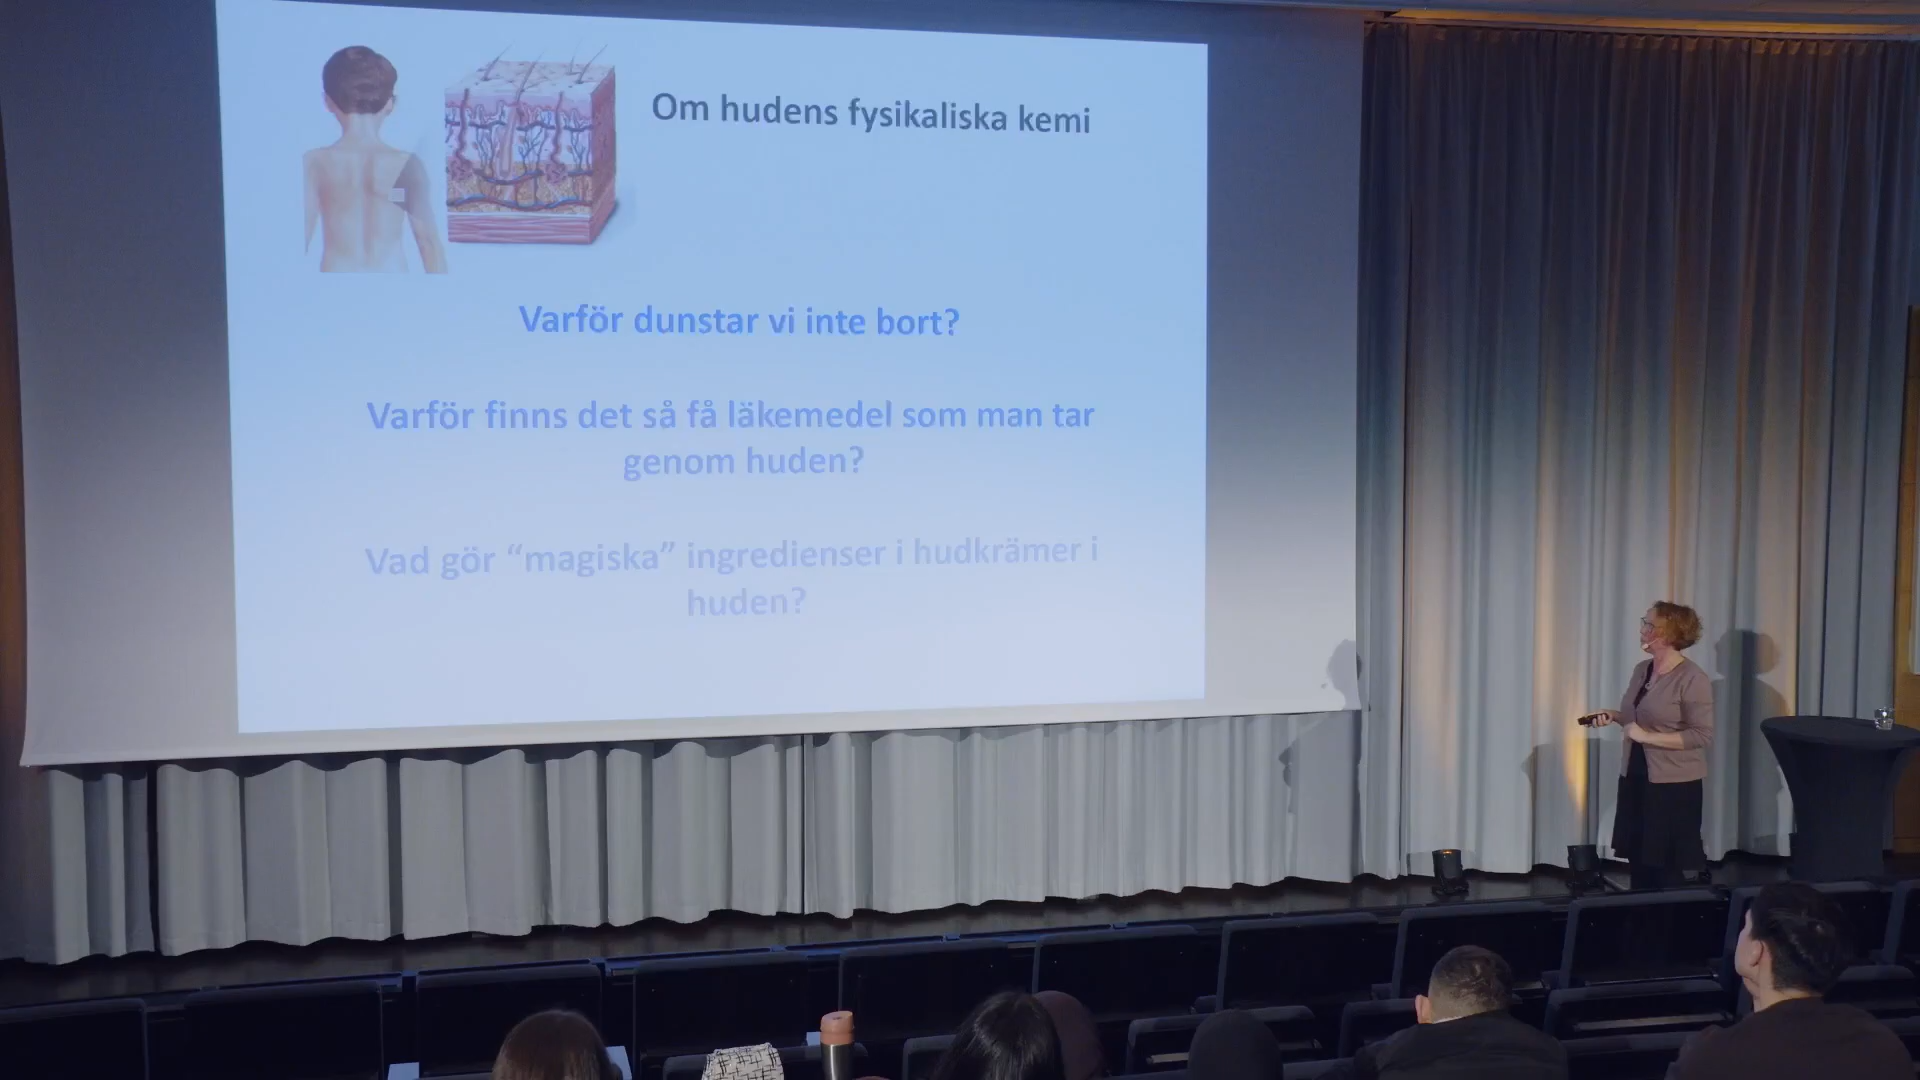 Om hudens fysikaliska kemi
Varför dunstar vi inte bort?
Varför finns det så få läkemedel som man tar
genom huden?
Vad gör “magiska” ingredienser i hudkrämer i
huden?